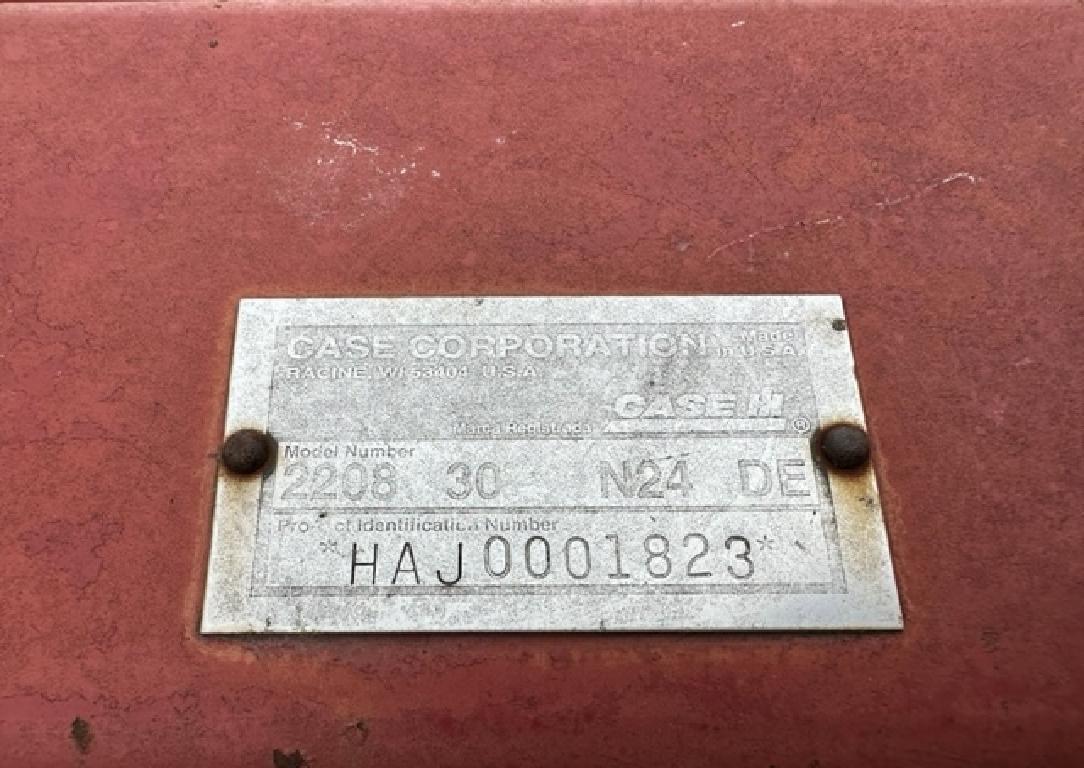 CASE CORPORATION Made in U.S.A.
RACINE, WI 53404 U.S.A.
CASE IH
Marca Registrada ®
Model Number
2208 30 N24 DE
Product Identification Number
*HAJ0001823*